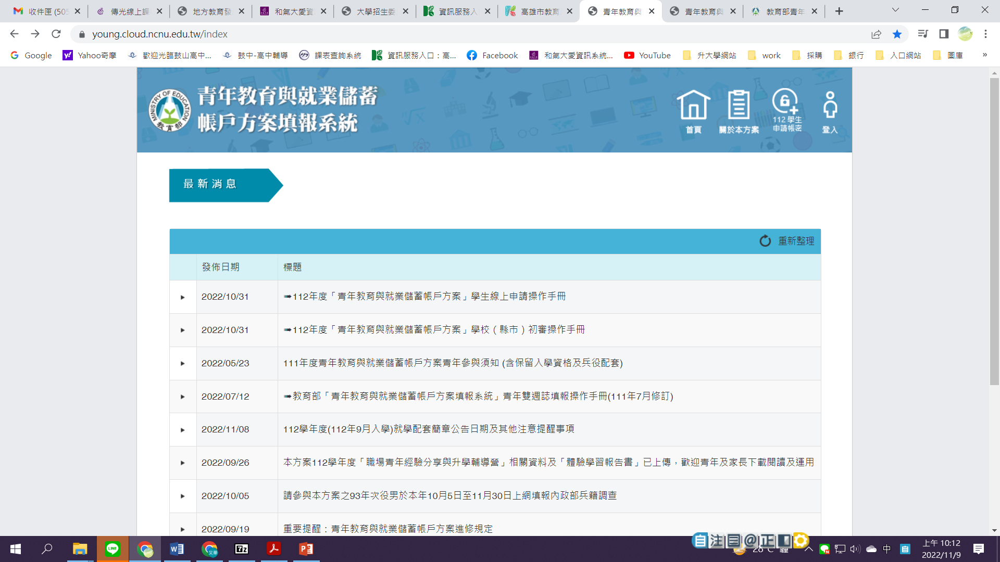 收件匣 (505
傳光線上課
地方教育發
和氣大愛資
大學招生委
資訊服務入
高雄市教育
青年教育與
青年教育與
教育部青年
young.cloud.ncnu.edu.tw/index
Google
Yahoo奇摩
歡迎光臨鼓山高中...
鼓中-高中輔導
課表查詢系統
資訊服務入口：高...
Facebook
和氣大愛資訊系統...
YouTube
升大學網站
work
採購
銀行
入口網站
圖庫
»
MINISTRY OF EDUCATION
教育部
青年教育與就業儲蓄
帳戶方案填報系統
首頁
關於本方案
112 學生
申請帳密
登入
最新消息
重新整理
發佈日期 標題
2022/10/31 ➠112年度「青年教育與就業儲蓄帳戶方案」學生線上申請操作手冊
2022/10/31 ➠112年度「青年教育與就業儲蓄帳戶方案」學校（縣市）初審操作手冊
2022/05/23 111年度青年教育與就業儲蓄帳戶方案青年參與須知 (含保留入學資格及兵役配套)
2022/07/12 ➠教育部「青年教育與就業儲蓄帳戶方案填報系統」青年雙週誌填報操作手冊(111年7月修訂)
2022/11/08 112學年度(112年9月入學)就學配套簡章公告日期及其他注意提醒事項
2022/09/26 本方案112學年度「職場青年經驗分享與升學輔導營」相關資料及「體驗學習報告書」已上傳，歡迎青年及家長下載閱讀及運用
2022/10/05 請參與本方案之93年次役男於本年10月5日至11月30日上網填報內政部兵籍調查
2022/09/19 重要提醒：青年教育與就業儲蓄帳戶方案進修規定
自注目@正
28°C
中
自
上午 10:12
2022/11/9